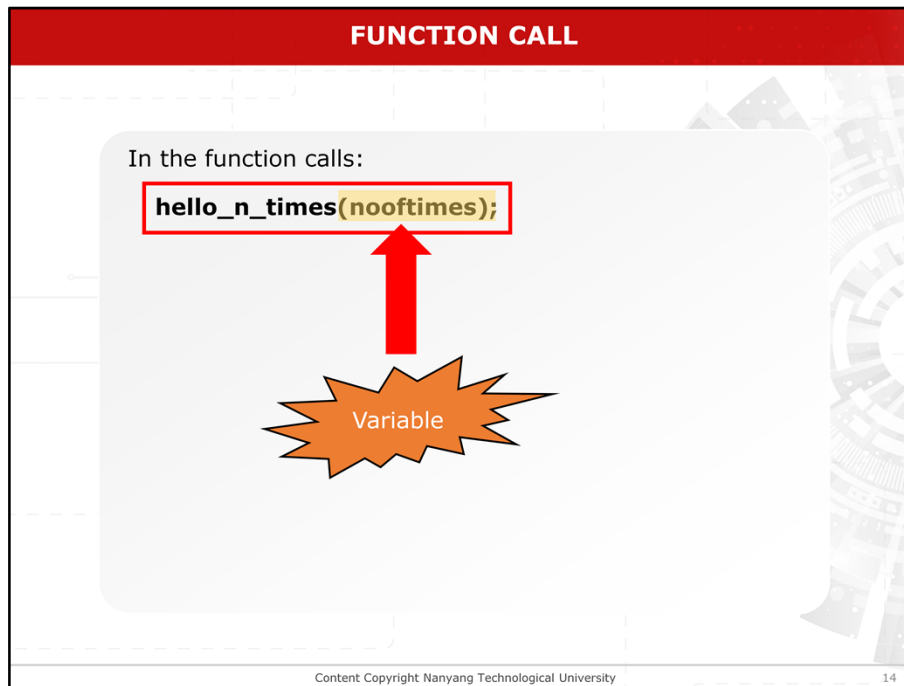 FUNCTION CALL
In the function calls:
hello_n_times(nooftimes);
Variable
Content Copyright Nanyang Technological University
14